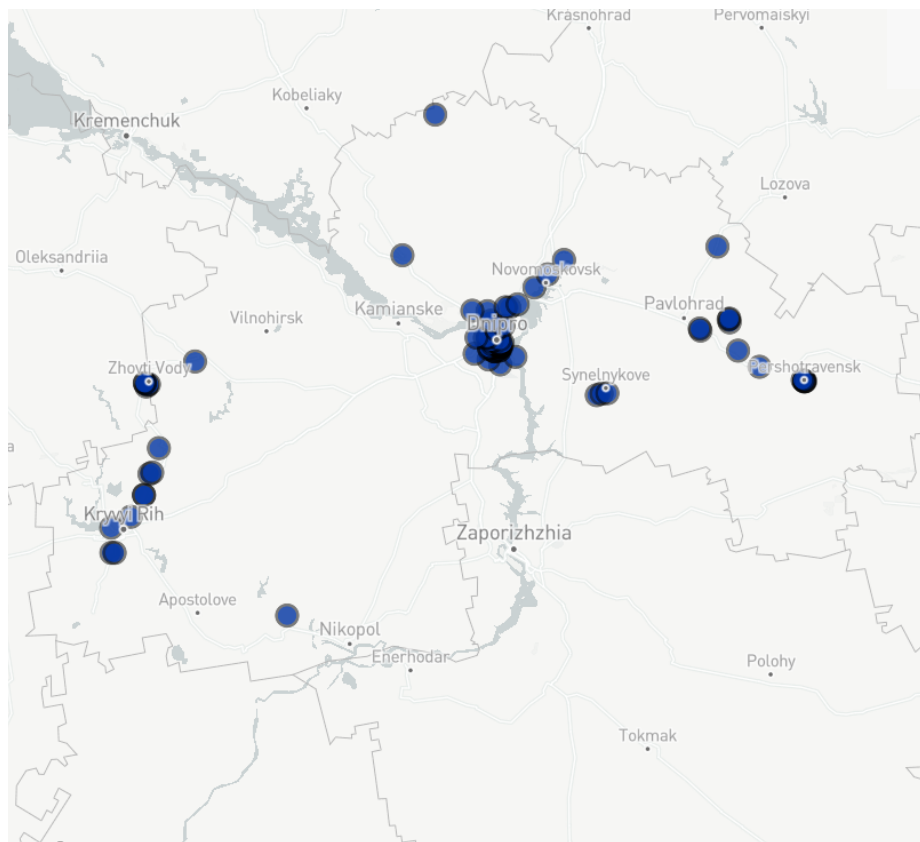 Krasnohrad
Pervomaiskyi
Kobeliaky
Kremenchuk
Lozova
Oleksandriia
Novomoskovsk
Kamianske
Pavlohrad
Vilnohirsk
Dnipro
Zhovti Vody
Synelnykove
Pershotravensk
Kryvyi Rih
Zaporizhzhia
Apostolove
Nikopol
Enerhodar
Polohy
Tokmak